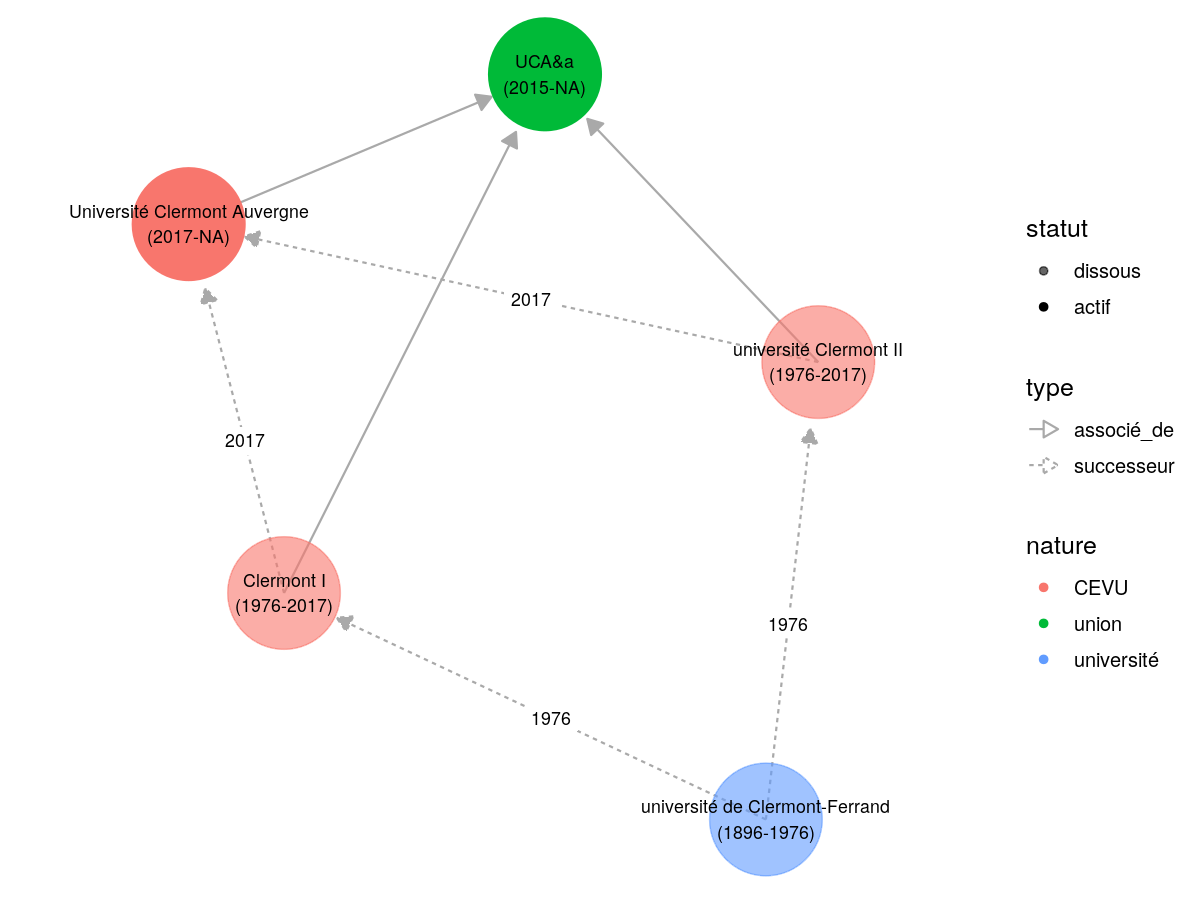 UCA&a
(2015-NA)
Université Clermont Auvergne
(2017-NA)
2017
université Clermont II
(1976-2017)
2017
Clermont I
(1976-2017)
1976
1976
université de Clermont-Ferrand
(1896-1976)
statut
dissous
actif
type
associé_de
successeur
nature
CEVU
union
université